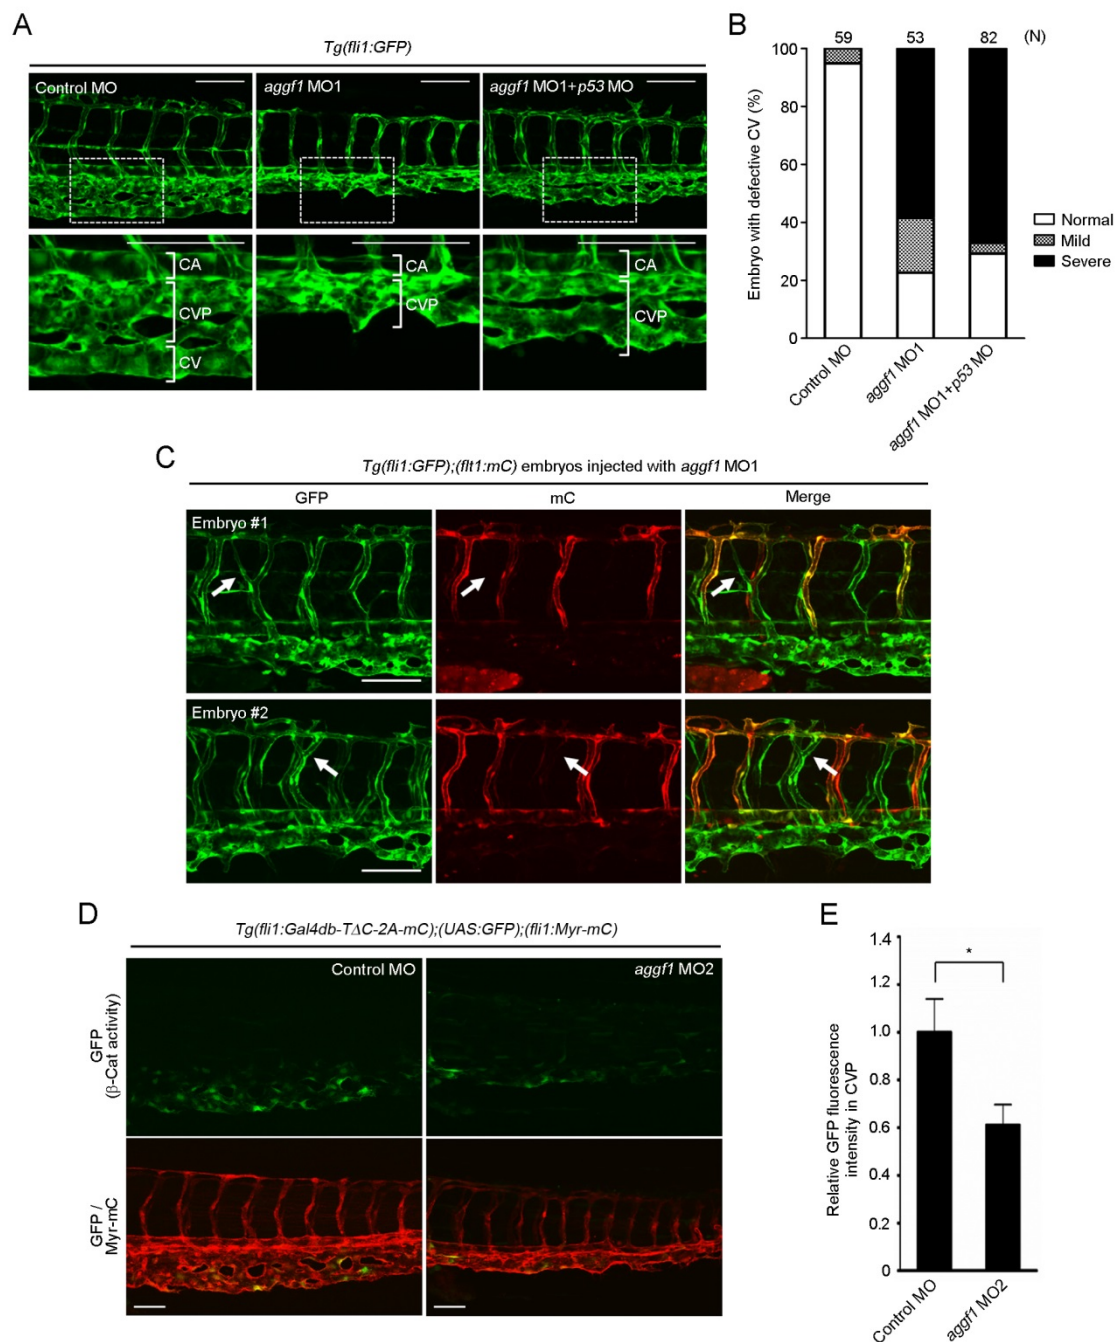 A
Tg(fli1:GFP)
Control MO
aggf1 MO1
aggf1 MO1+p53 MO
CA
CVP
CV
CA
CVP
CA
CVP
B
59
53
82
(N)
Embryo with defective CV (%)
100
80
60
40
20
0
Control MO
aggf1 MO1
aggf1 MO1+p53 MO
Normal
Mild
Severe
C
Tg(fli1:GFP);(flt1:mC) embryos injected with aggf1 MO1
GFP
mC
Merge
Embryo #1
Embryo #2
D
Tg(fli1:Gal4db-TΔC-2A-mC);(UAS:GFP);(fli1:Myr-mC)
Control MO
aggf1 MO2
GFP
(β-Cat activity)
GFP /
Myr-mC
E
Relative GFP fluorescence
intensity in CVP
1.4
1.2
1.0
0.8
0.6
0.4
0.2
0
*
Control MO
aggf1 MO2